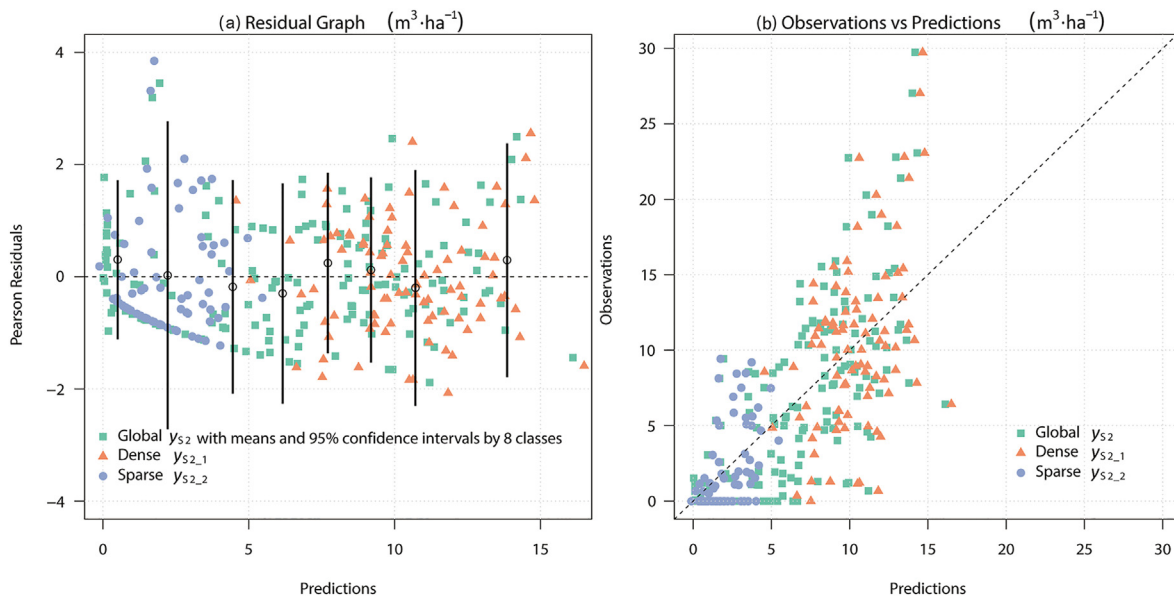 (a) Residual Graph (m³·ha⁻¹)
Pearson Residuals
4
2
0
−2
−4
Global yS2 with means and 95% confidence intervals by 8 classes
Dense yS2_1
Sparse yS2_2
0 5 10 15
Predictions
(b) Observations vs Predictions (m³·ha⁻¹)
Observations
30
25
20
15
10
5
0
Global yS2
Dense yS2_1
Sparse yS2_2
0 5 10 15 20 25 30
Predictions